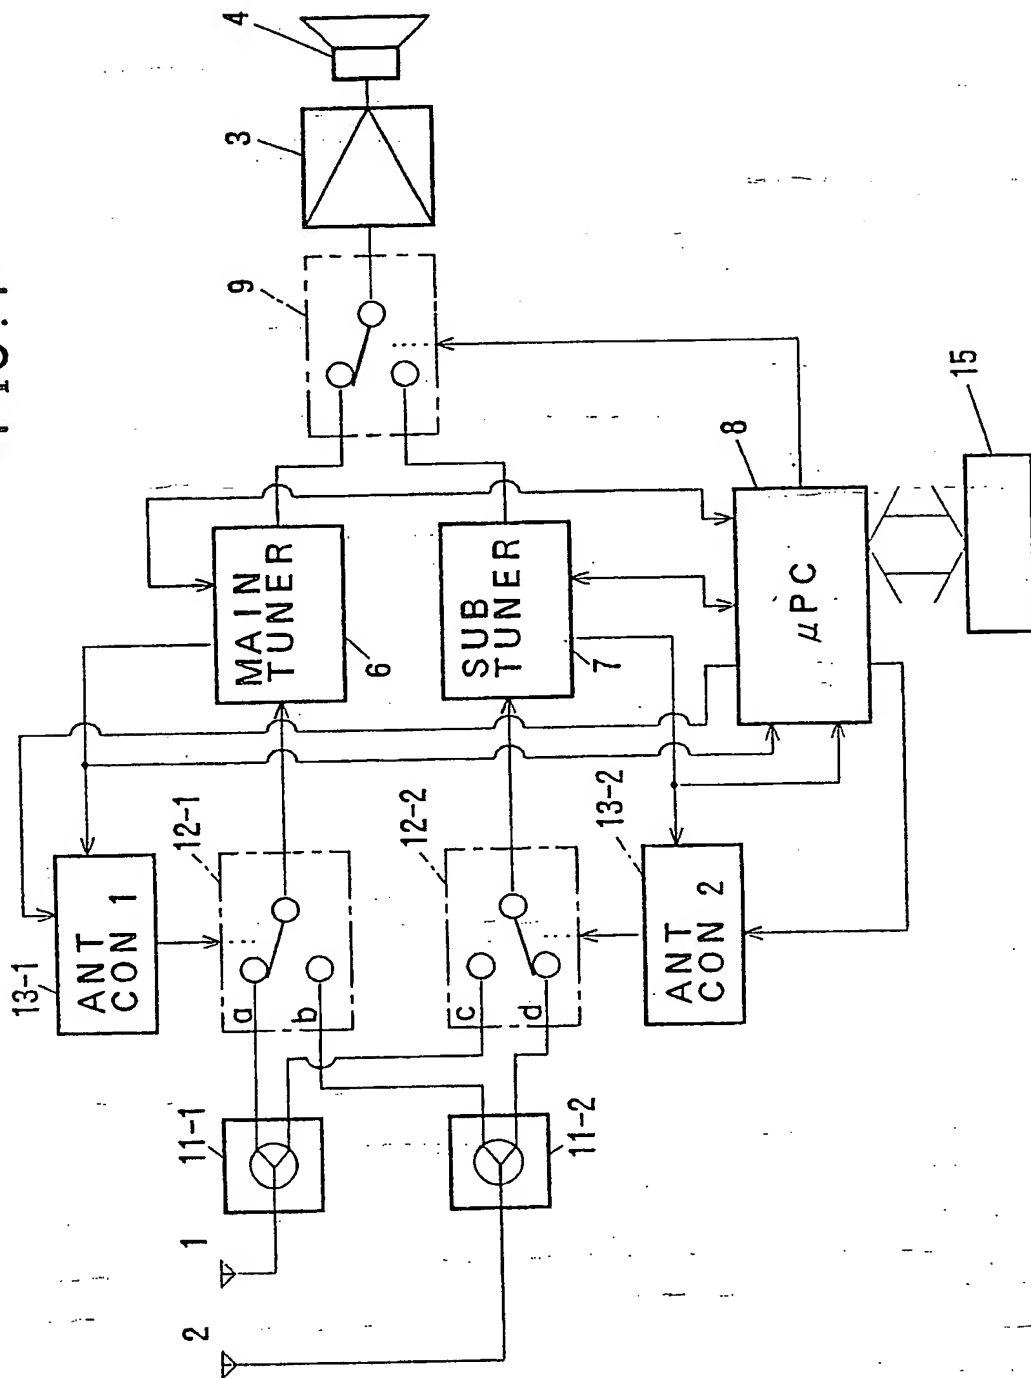 4
3
9
MAIN
TUNER
6
SUB
TUNER
7
8
μPC
15
13-1
ANT
CON 1
12-1
a
b
12-2
c
d
13-2
ANT
CON 2
11-1
11-2
1
2